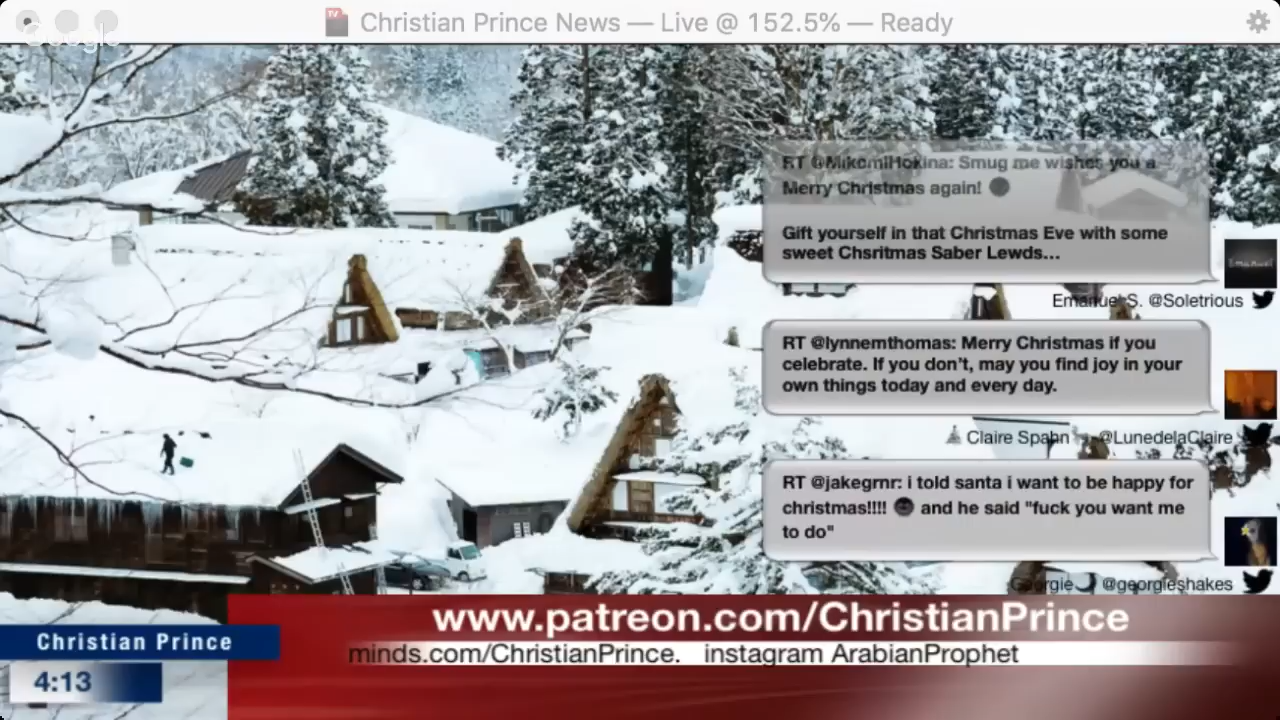 Christian Prince News — Live @ 152.5% — Ready
Google
RT @MikomiHokina: Smug me wishes you a
Merry Christmas again!
Gift yourself in that Christmas Eve with some
sweet Chsritmas Saber Lewds...
Emanuel S. @Soletrious
RT @lynnemthomas: Merry Christmas if you
celebrate. If you don't, may you find joy in your
own things today and every day.
Claire Spahn @LunedelaClaire
RT @jakegrnr: i told santa i want to be happy for
christmas!!!! and he said "fuck you want me
to do"
Georgie @georgieshakes
www.patreon.com/ChristianPrince
Christian Prince
minds.com/ChristianPrince. instagram ArabianProphet
4:13